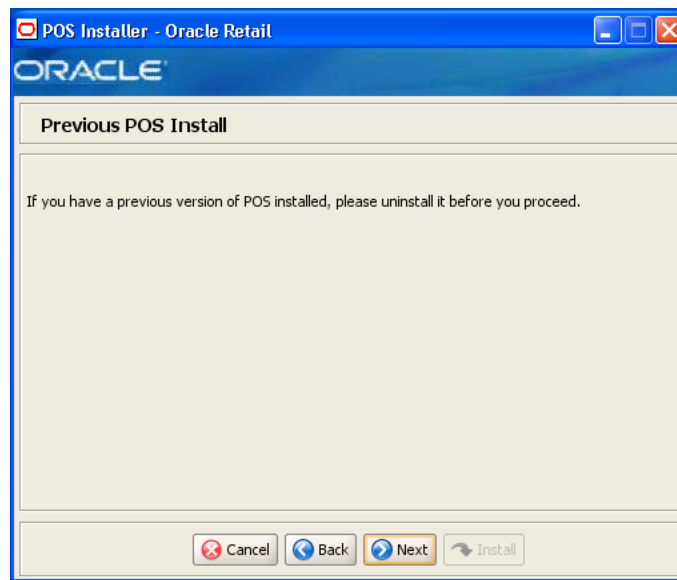 POS Installer - Oracle Retail
ORACLE
Previous POS Install
If you have a previous version of POS installed, please uninstall it before you proceed.
Cancel Back Next Install